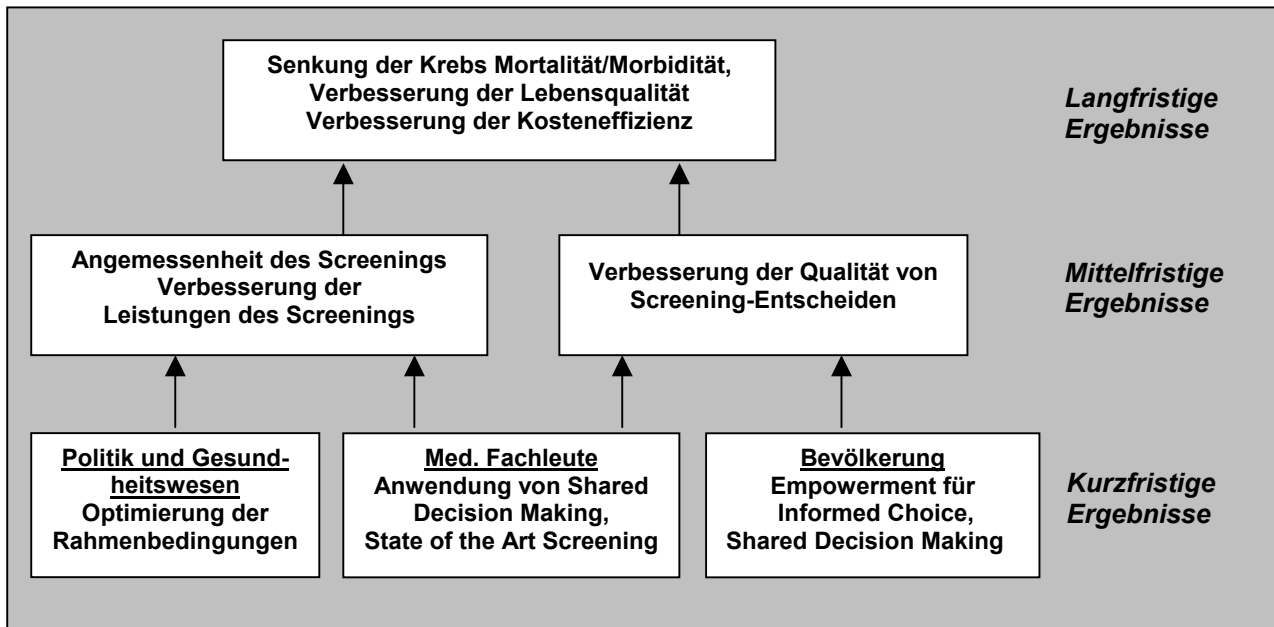 Senkung der Krebs Mortalität/Morbidität,
Verbesserung der Lebensqualität
Verbesserung der Kosteneffizienz
Langfristige
Ergebnisse
Angemessenheit des Screenings
Verbesserung der
Leistungen des Screenings
Verbesserung der Qualität von
Screening-Entscheiden
Mittelfristige
Ergebnisse
Politik und Gesund-
heitswesen
Optimierung der
Rahmenbedingungen
Med. Fachleute
Anwendung von Shared
Decision Making,
State of the Art Screening
Bevölkerung
Empowerment für
Informed Choice,
Shared Decision Making
Kurzfristige
Ergebnisse